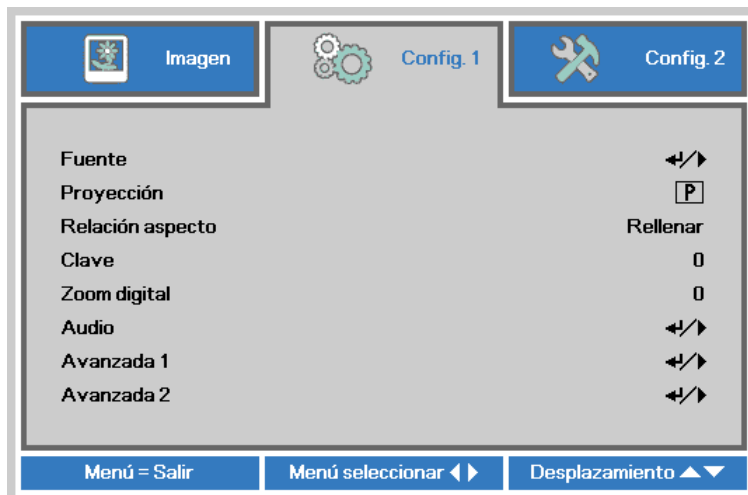 Imagen Config. 1 Config. 2
Fuente ↵/▶
Proyección P
Relación aspecto Rellenar
Clave 0
Zoom digital 0
Audio ↵/▶
Avanzada 1 ↵/▶
Avanzada 2 ↵/▶
Menú = Salir Menú seleccionar ◀▶ Desplazamiento ▲▼